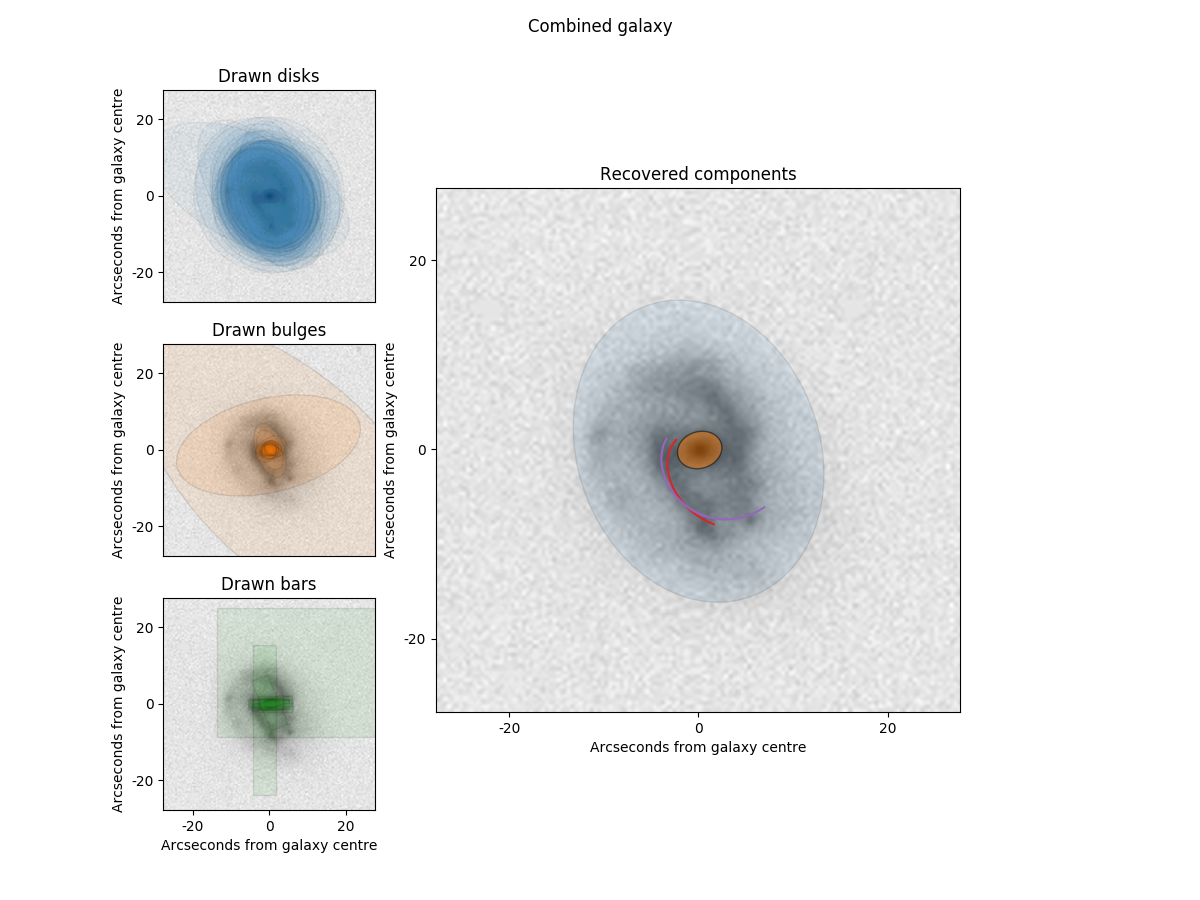 Combined galaxy
Drawn disks
Arcseconds from galaxy centre
20
0
-20
Drawn bulges
Arcseconds from galaxy centre
20
0
-20
Drawn bars
Arcseconds from galaxy centre
20
0
-20
-20 0 20
Arcseconds from galaxy centre
Recovered components
Arcseconds from galaxy centre
20
0
-20
-20 0 20
Arcseconds from galaxy centre